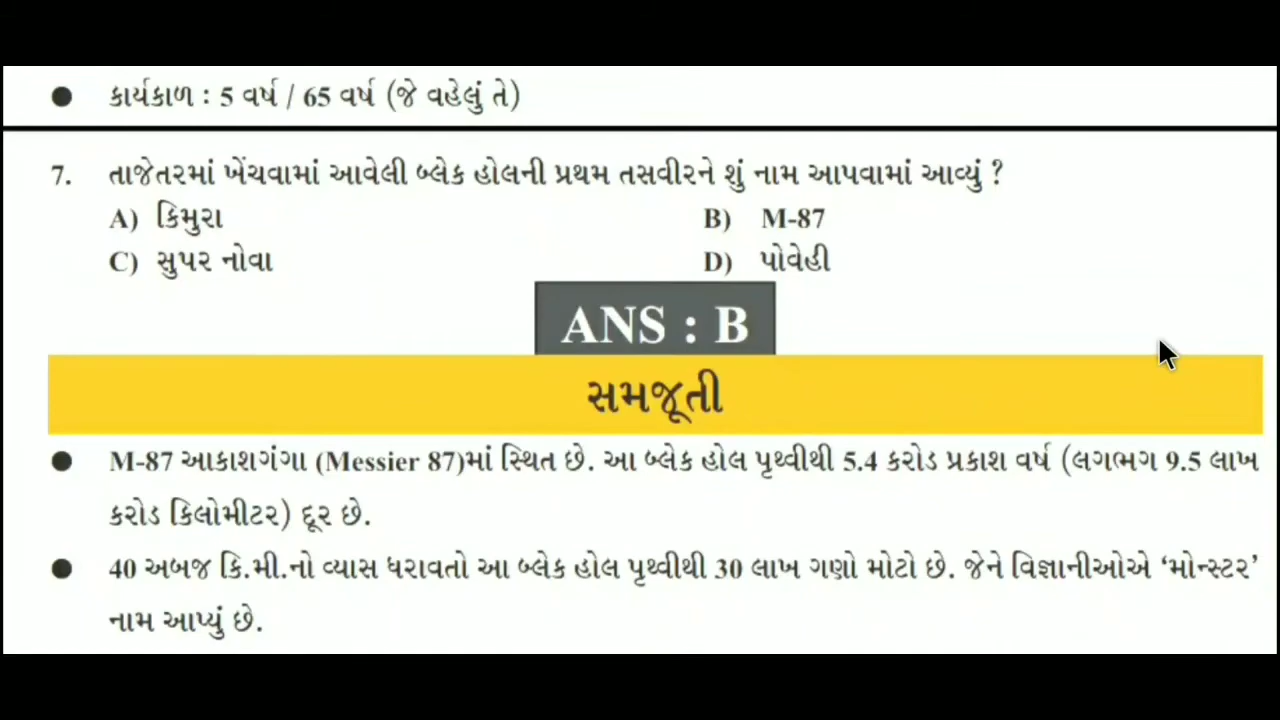 ● કાર્યકાળ : 5 વર્ષ / 65 વર્ષ (જે વહેલું તે)
7. તાજેતરમાં ખેંચવામાં આવેલી બ્લેક હોલની પ્રથમ તસવીરને શું નામ આપવામાં આવ્યું ?
A) કિમુરા B) M-87
C) સુપર નોવા D) પોવેહી
ANS : B
સમજૂતી
● M-87 આકાશગંગા (Messier 87)માં સ્થિત છે. આ બ્લેક હોલ પૃથ્વીથી 5.4 કરોડ પ્રકાશ વર્ષ (લગભગ 9.5 લાખ
કરોડ કિલોમીટર) દૂર છે.
● 40 અબજ કિ.મી.નો વ્યાસ ધરાવતો આ બ્લેક હોલ પૃથ્વીથી 30 લાખ ગણો મોટો છે. જેને વિજ્ઞાનીઓએ ‘મોન્સ્ટર’
નામ આપ્યું છે.